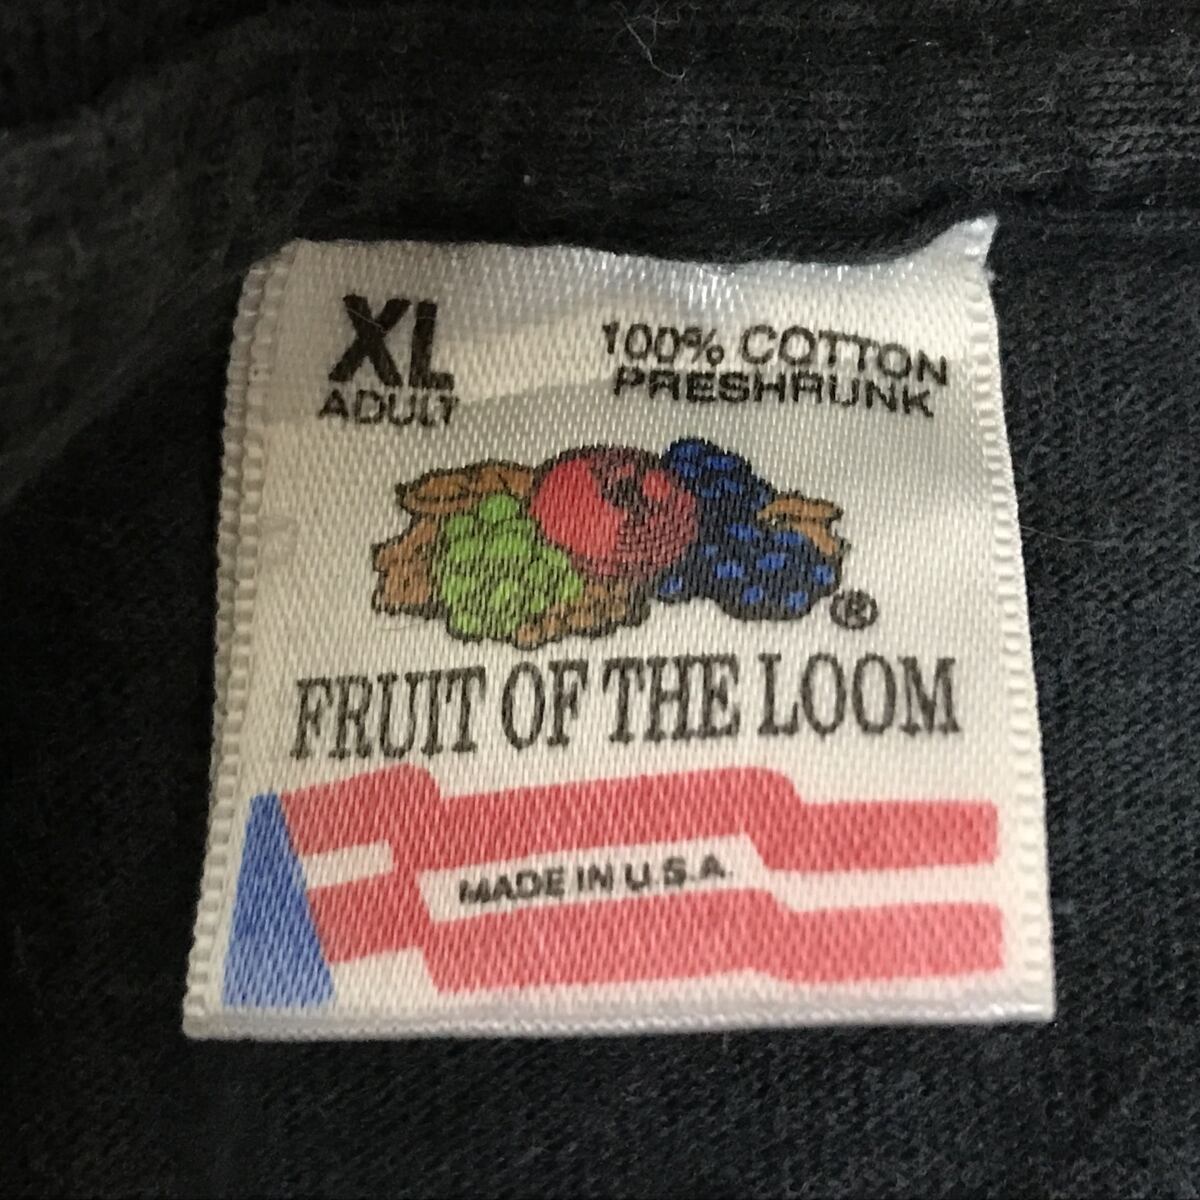 XL
ADULT
100% COTTON
PRESHRUNK
®
FRUIT OF THE LOOM
MADE IN U.S.A.